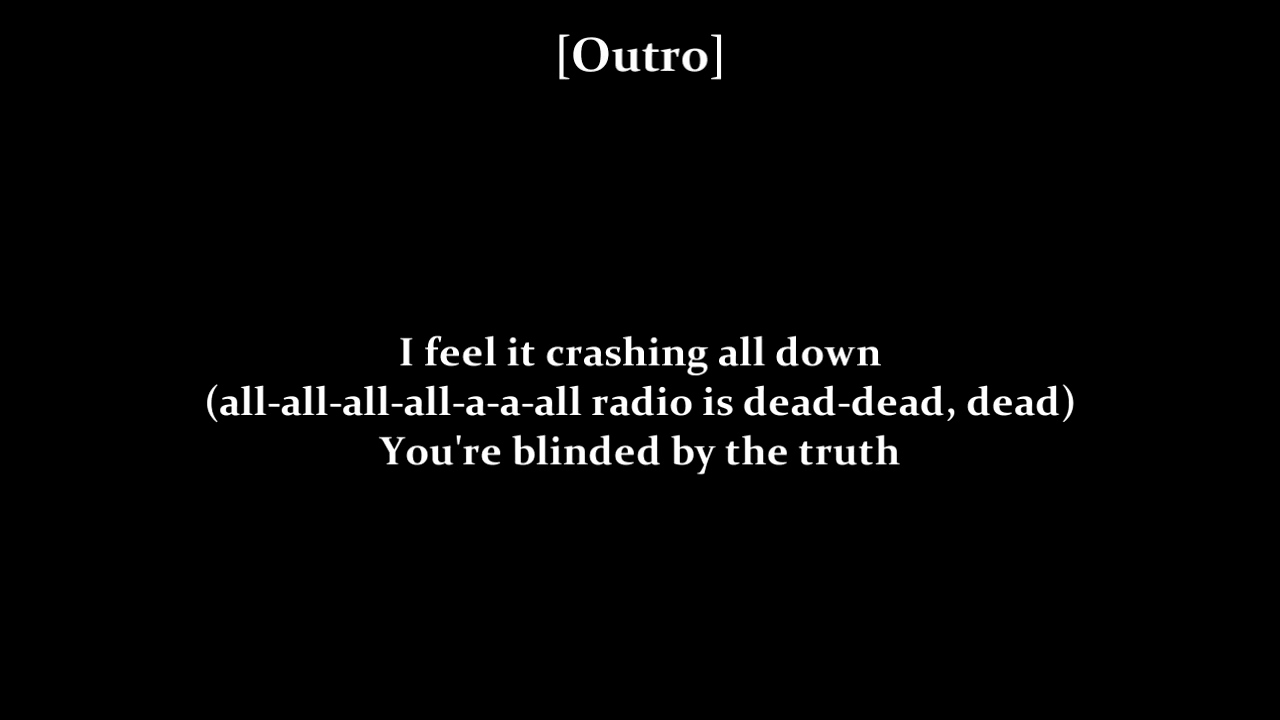 [Outro]
I feel it crashing all down
(all-all-all-all-a-a-all radio is dead-dead, dead)
You're blinded by the truth